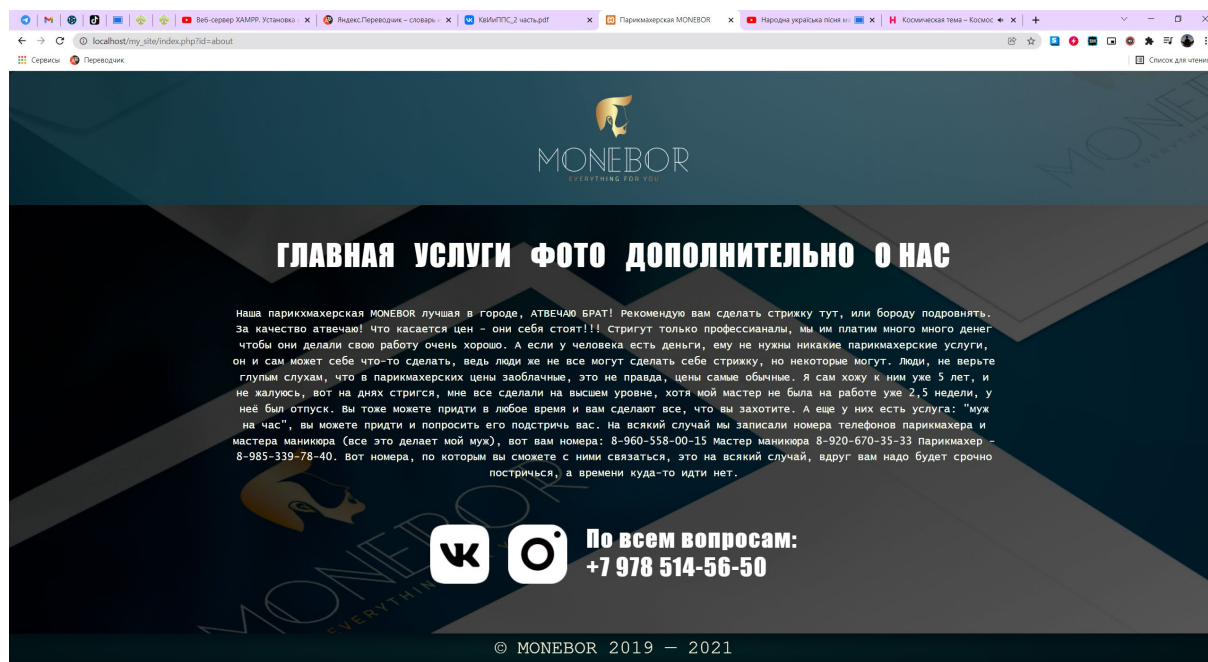 Веб-сервер XAMPP. Установка
Яндекс.Переводчик – словарь
КвИиППС_2 часть.pdf
Парикмахерская MONEBOR
Народна українська пісня
Космическая тема – Космос
localhost/my_site/index.php?id=about
Сервисы Переводчик
Список для чтения
MONEBOR
EVERYTHING FOR YOU
ГЛАВНАЯ УСЛУГИ ФОТО ДОПОЛНИТЕЛЬНО О НАС
Наша парикхмахерская MONEBOR лучшая в городе, АТВЕЧАЮ БРАТ! Рекомендую вам сделать стрижку тут, или бороду подровнять.
За качество атвечаю! Что касается цен – они себя стоят!!! Стригут только профессианалы, мы им платим много много денег
чтобы они делали свою работу очень хорошо. А если у человека есть деньги, ему не нужны никакие парикмахерские услуги,
он и сам может себе что-то сделать, ведь люди же не все могут сделать себе стрижку, но некоторые могут. Люди, не верьте
глупым слухам, что в парикмахерских цены заоблачные, это не правда, цены самые обычные. Я сам хожу к ним уже 5 лет, и
не жалуюсь, вот на днях стригся, мне все сделали на высшем уровне, хотя мой мастер не была на работе уже 2,5 недели, у
неё был отпуск. Вы тоже можете придти в любое время и вам сделают все, что вы захотите. А еще у них есть услуга: "муж
на час", вы можете придти и попросить его подстричь вас. На всякий случай мы записали номера телефонов парикмахера и
мастера маникюра (все это делает мой муж), вот вам номера: 8-960-558-00-15 Мастер маникюра 8-920-670-35-33 Парикмахер –
8-985-339-78-40. Вот номера, по которым вы сможете с ними связаться, это на всякий случай, вдруг вам надо будет срочно
постричься, а времени куда-то идти нет.
По всем вопросам:
+7 978 514-56-50
MONEBOR
© MONEBOR 2019 — 2021